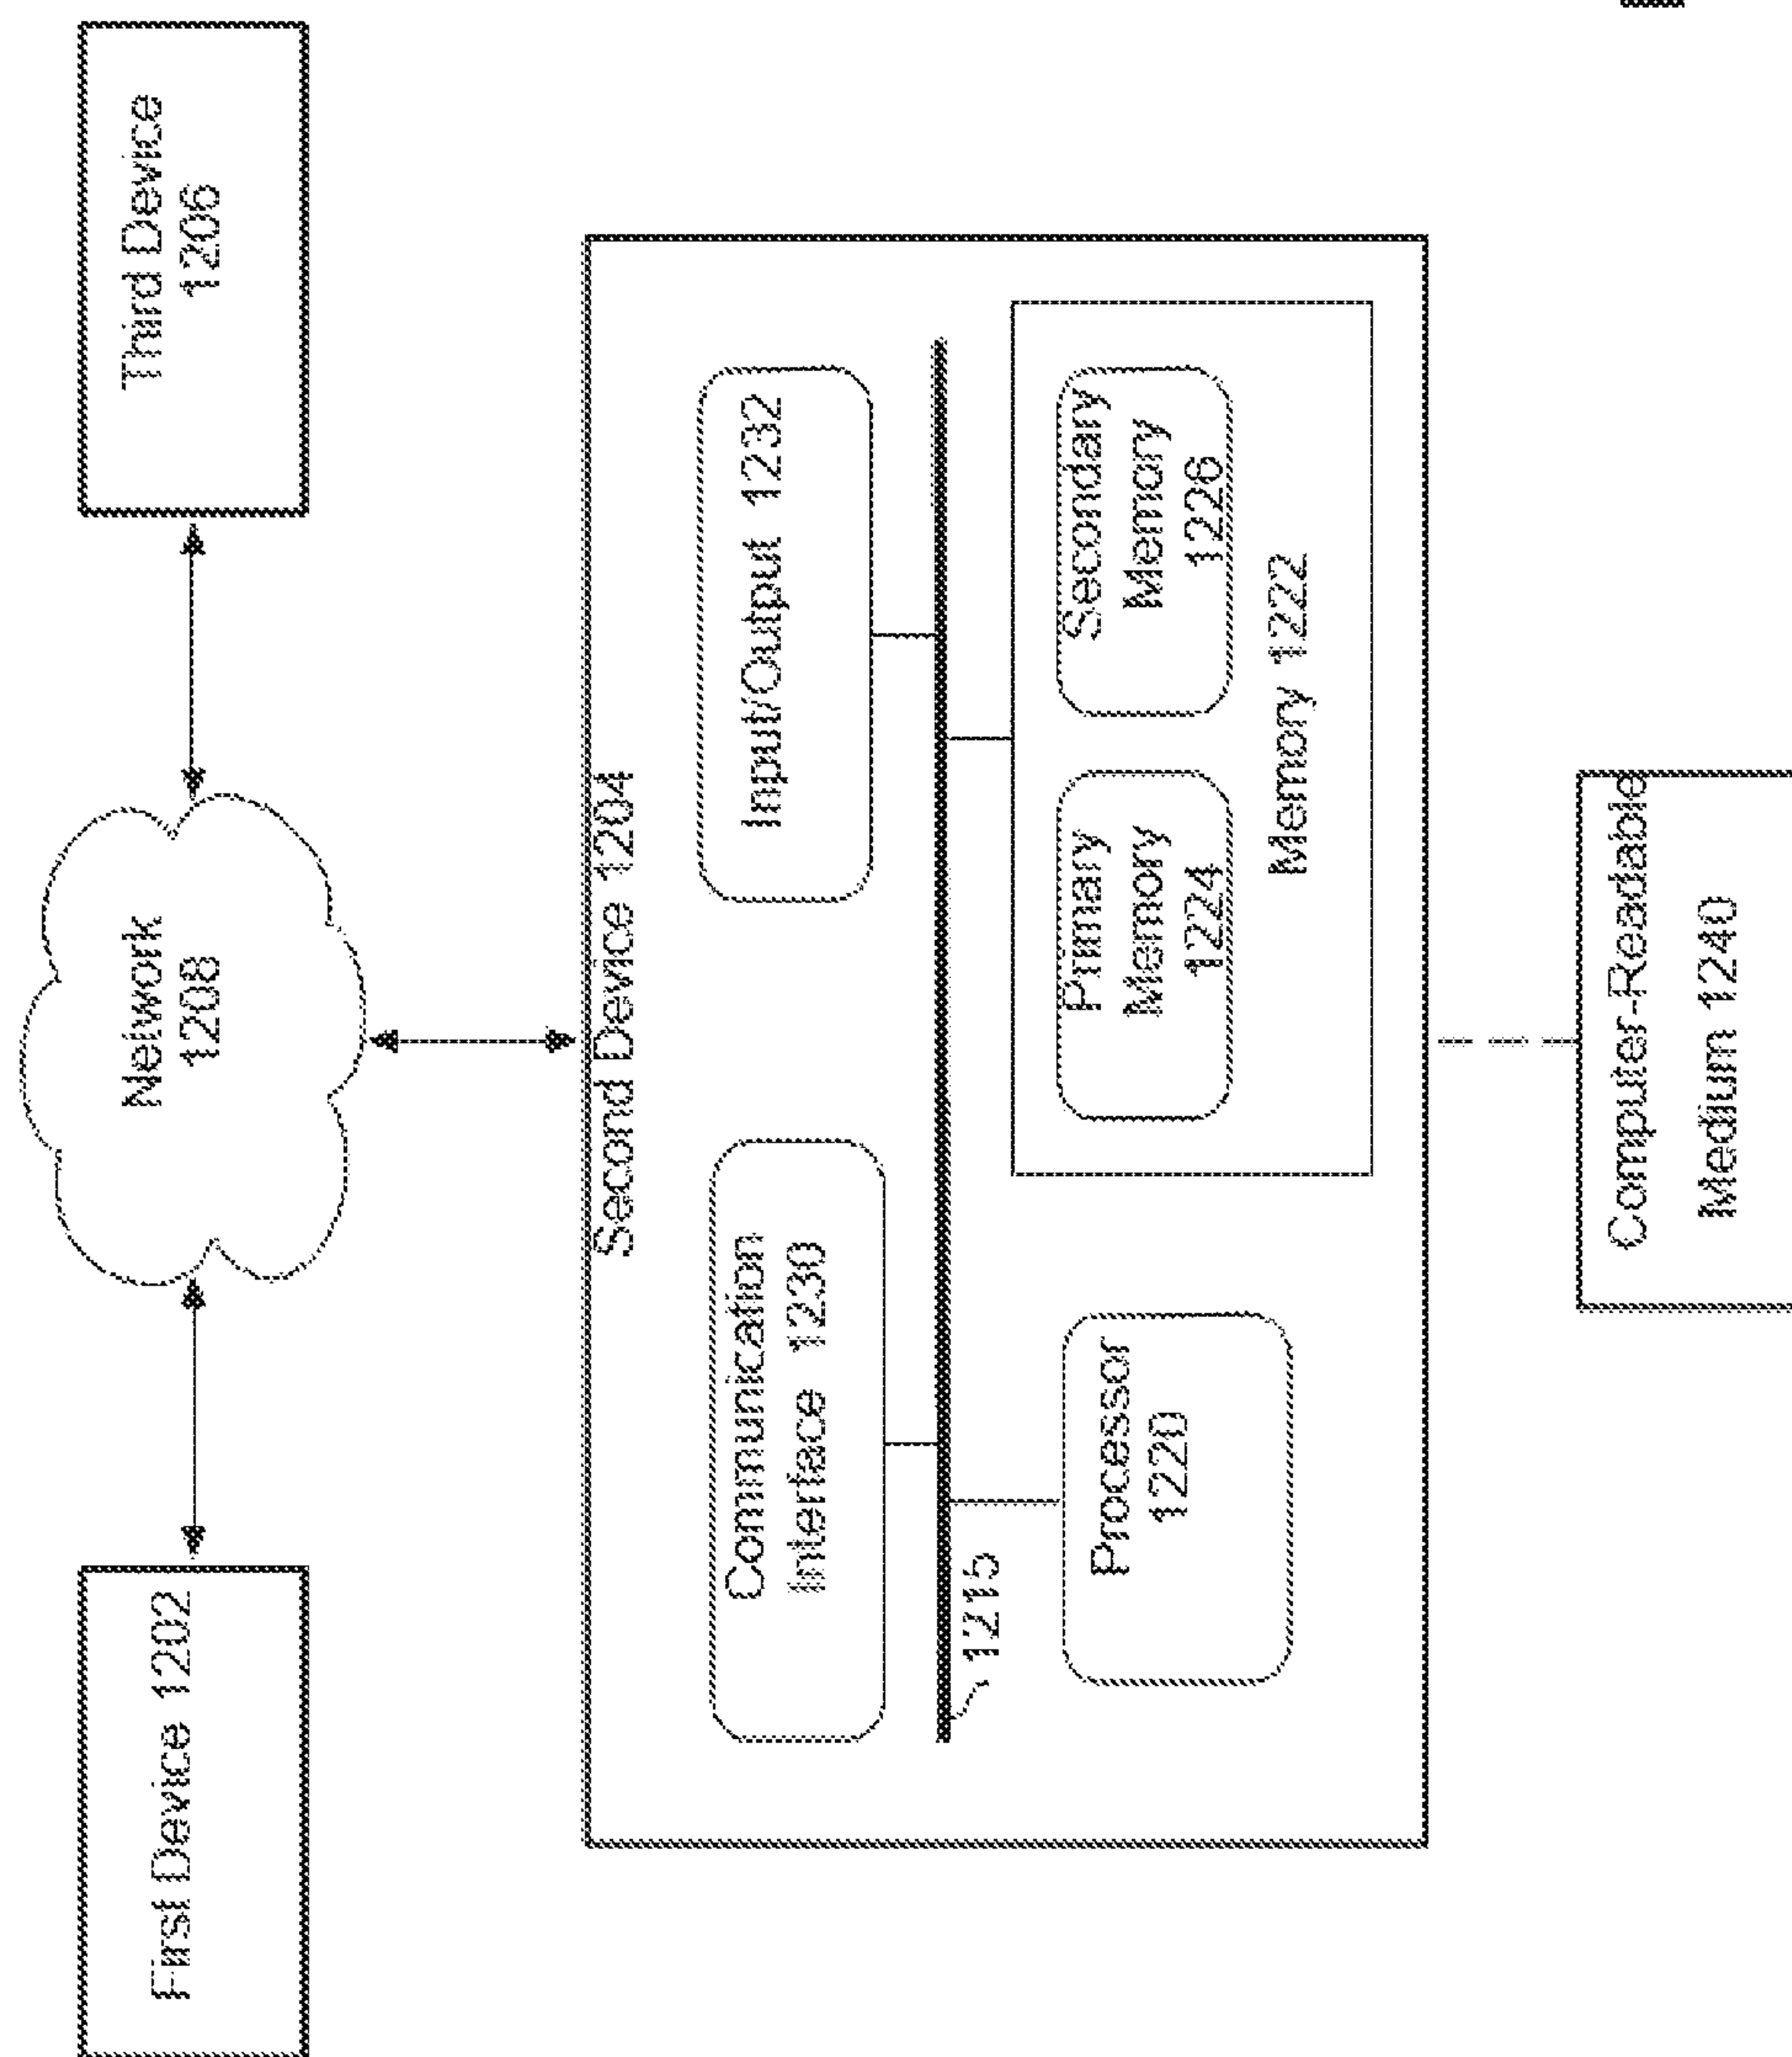 First Device 1202
Network
1208
Third Device
1206
Second Device 1204
Communication
Interface 1230
Input/Output 1232
1215
Processor
1220
Primary
Memory
1224
Secondary
Memory
1226
Memory 1222
Computer-Readable
Medium 1240